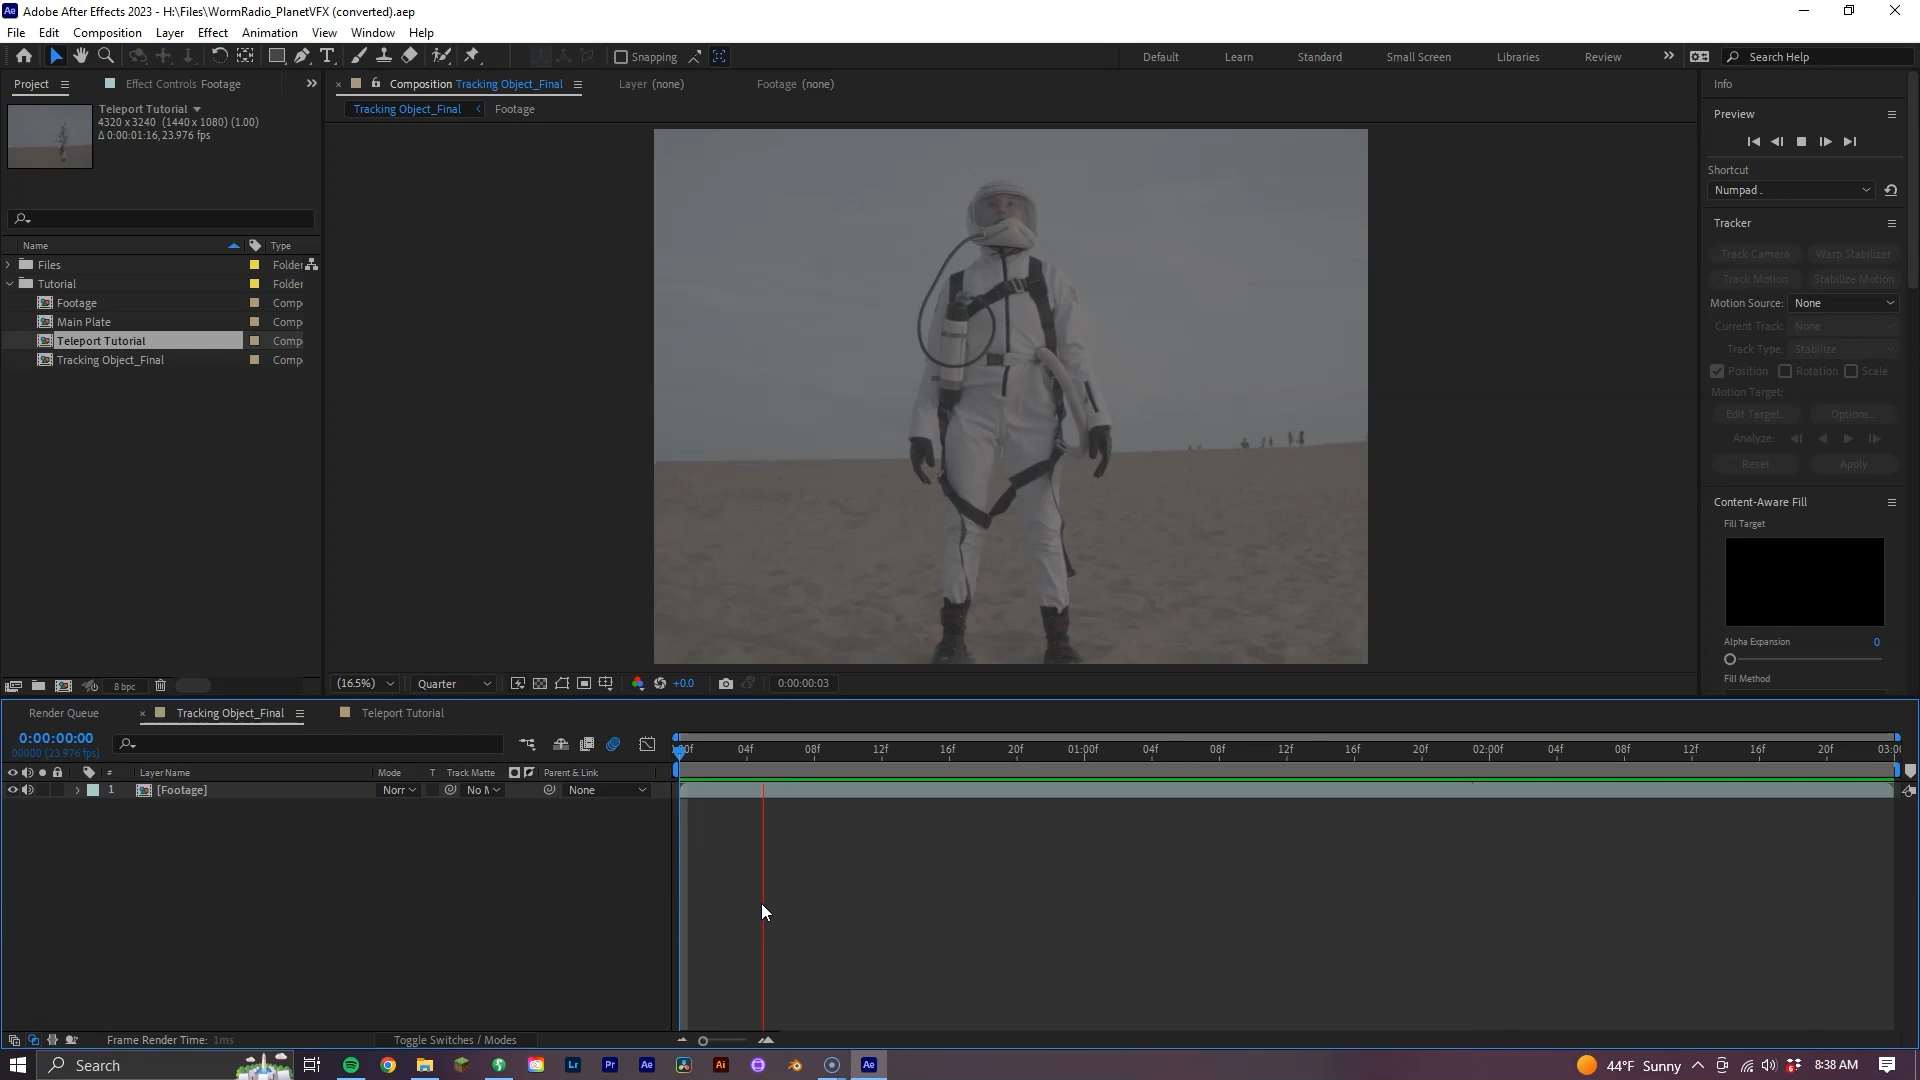 Adobe After Effects 2023 - H:\Files\WormRadio_PlanetVFX (converted).aep
File Edit Composition Layer Effect Animation View Window Help
Snapping
Default Learn Standard Small Screen Libraries Review
Search Help
Project
Effect Controls Footage
Teleport Tutorial
4320 x 3240 (1440 x 1080) (1.00)
Δ 0:00:01:16, 23.976 fps
Name Type
Files Folder
Tutorial Folder
Footage Comp
Main Plate Comp
Teleport Tutorial Comp
Tracking Object_Final Comp
8 bpc
Composition Tracking Object_Final
Layer (none)
Footage (none)
Tracking Object_Final
Footage
(16.5%) Quarter +0.0 0:00:00:03
Info
Preview
Shortcut
Numpad .
Tracker
Track Camera Warp Stabilizer
Track Motion Stabilize Motion
Motion Source: None
Current Track: None
Track Type: Stabilize
Position Rotation Scale
Motion Target:
Edit Target... Options...
Analyze:
Reset Apply
Content-Aware Fill
Fill Target
Alpha Expansion 0
Fill Method
Render Queue Tracking Object_Final Teleport Tutorial
0:00:00:00
00000 (23.976 fps)
04f 08f 12f 16f 20f 01:00f 04f 08f 12f 16f 20f 02:00f 04f 08f 12f 16f 20f 03:0
# Layer Name Mode T Track Matte Parent & Link
1 [Footage] Norr No M None
Frame Render Time: 1ms
Toggle Switches / Modes
Search
Lr Pr Ae Ai Ae
44°F Sunny
8:38 AM